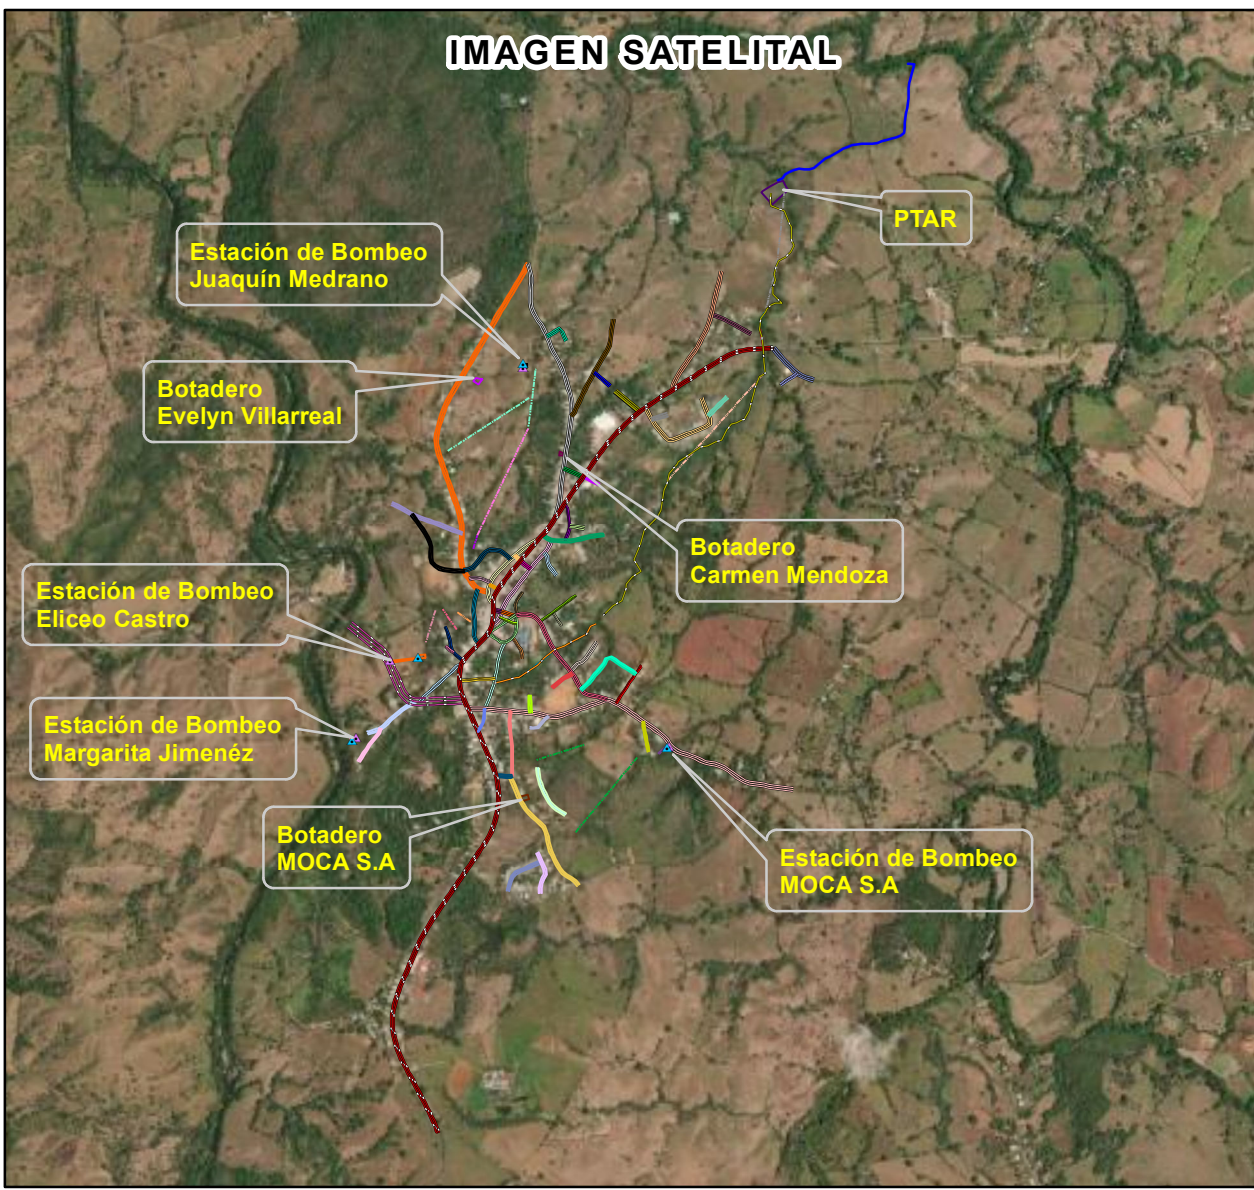 IMAGEN SATELITAL
PTAR
Estación de Bombeo
Juaquín Medrano
Botadero
Evelyn Villarreal
Botadero
Carmen Mendoza
Estación de Bombeo
Eliceo Castro
Estación de Bombeo
Margarita Jimenéz
Botadero
MOCA S.A
Estación de Bombeo
MOCA S.A